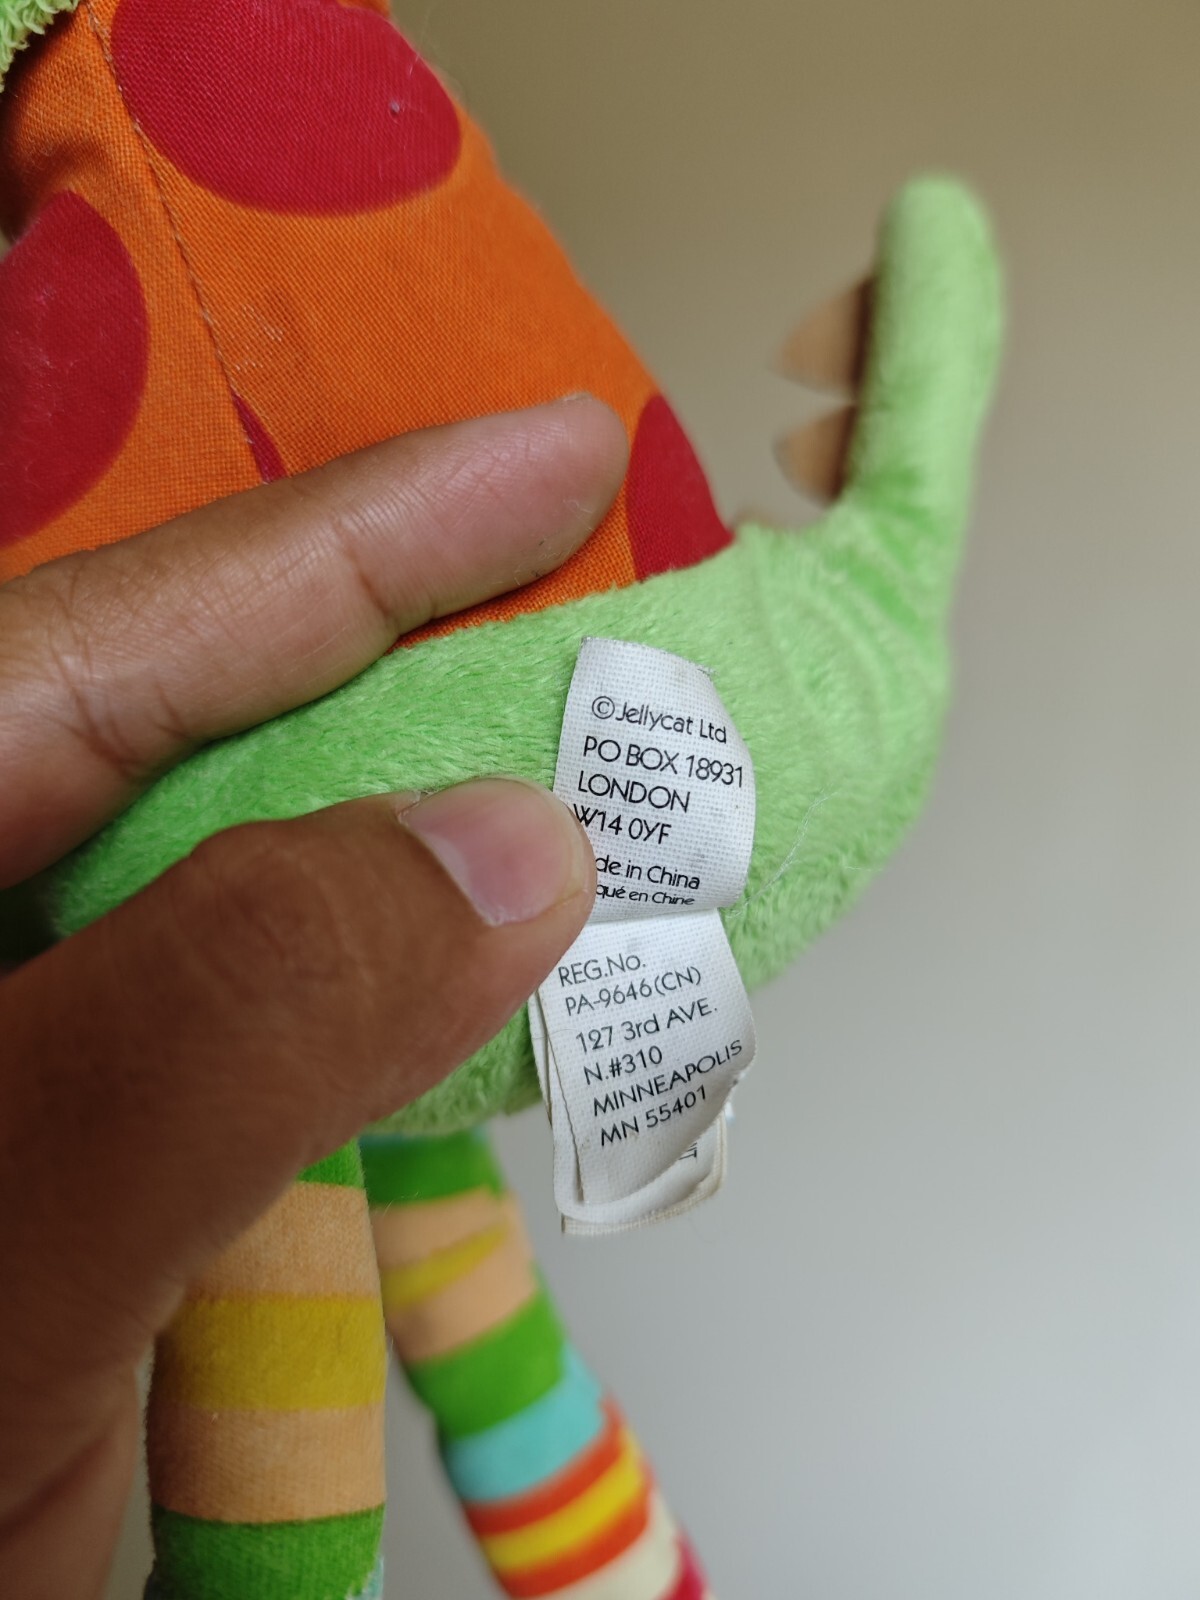 ©Jellycat Ltd
PO BOX 18931
LONDON
W14 0YF
de in China
qué en Chine
REG.No.
PA-9646(CN)
127 3rd AVE.
N.#310
MINNEAPOLIS
MN 55401